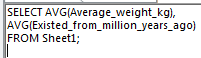 SELECT AVG(Average_weight_kg),
AVG(Existed_from_million_years_ago)
FROM Sheet1;